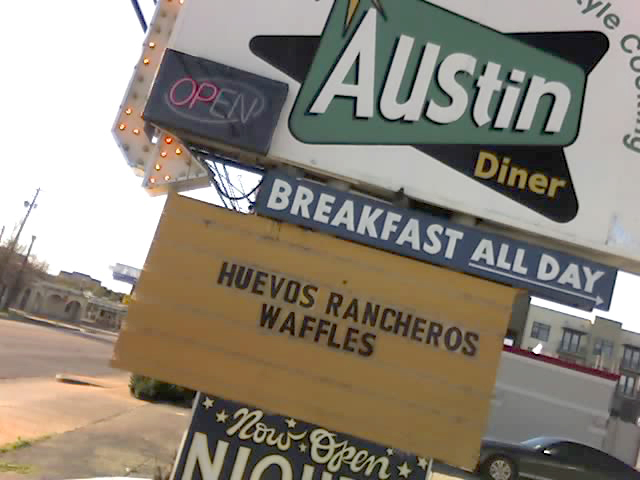 Austin
Diner
OPEN
BREAKFAST ALL DAY
HUEVOS RANCHEROS
WAFFLES
Now Open